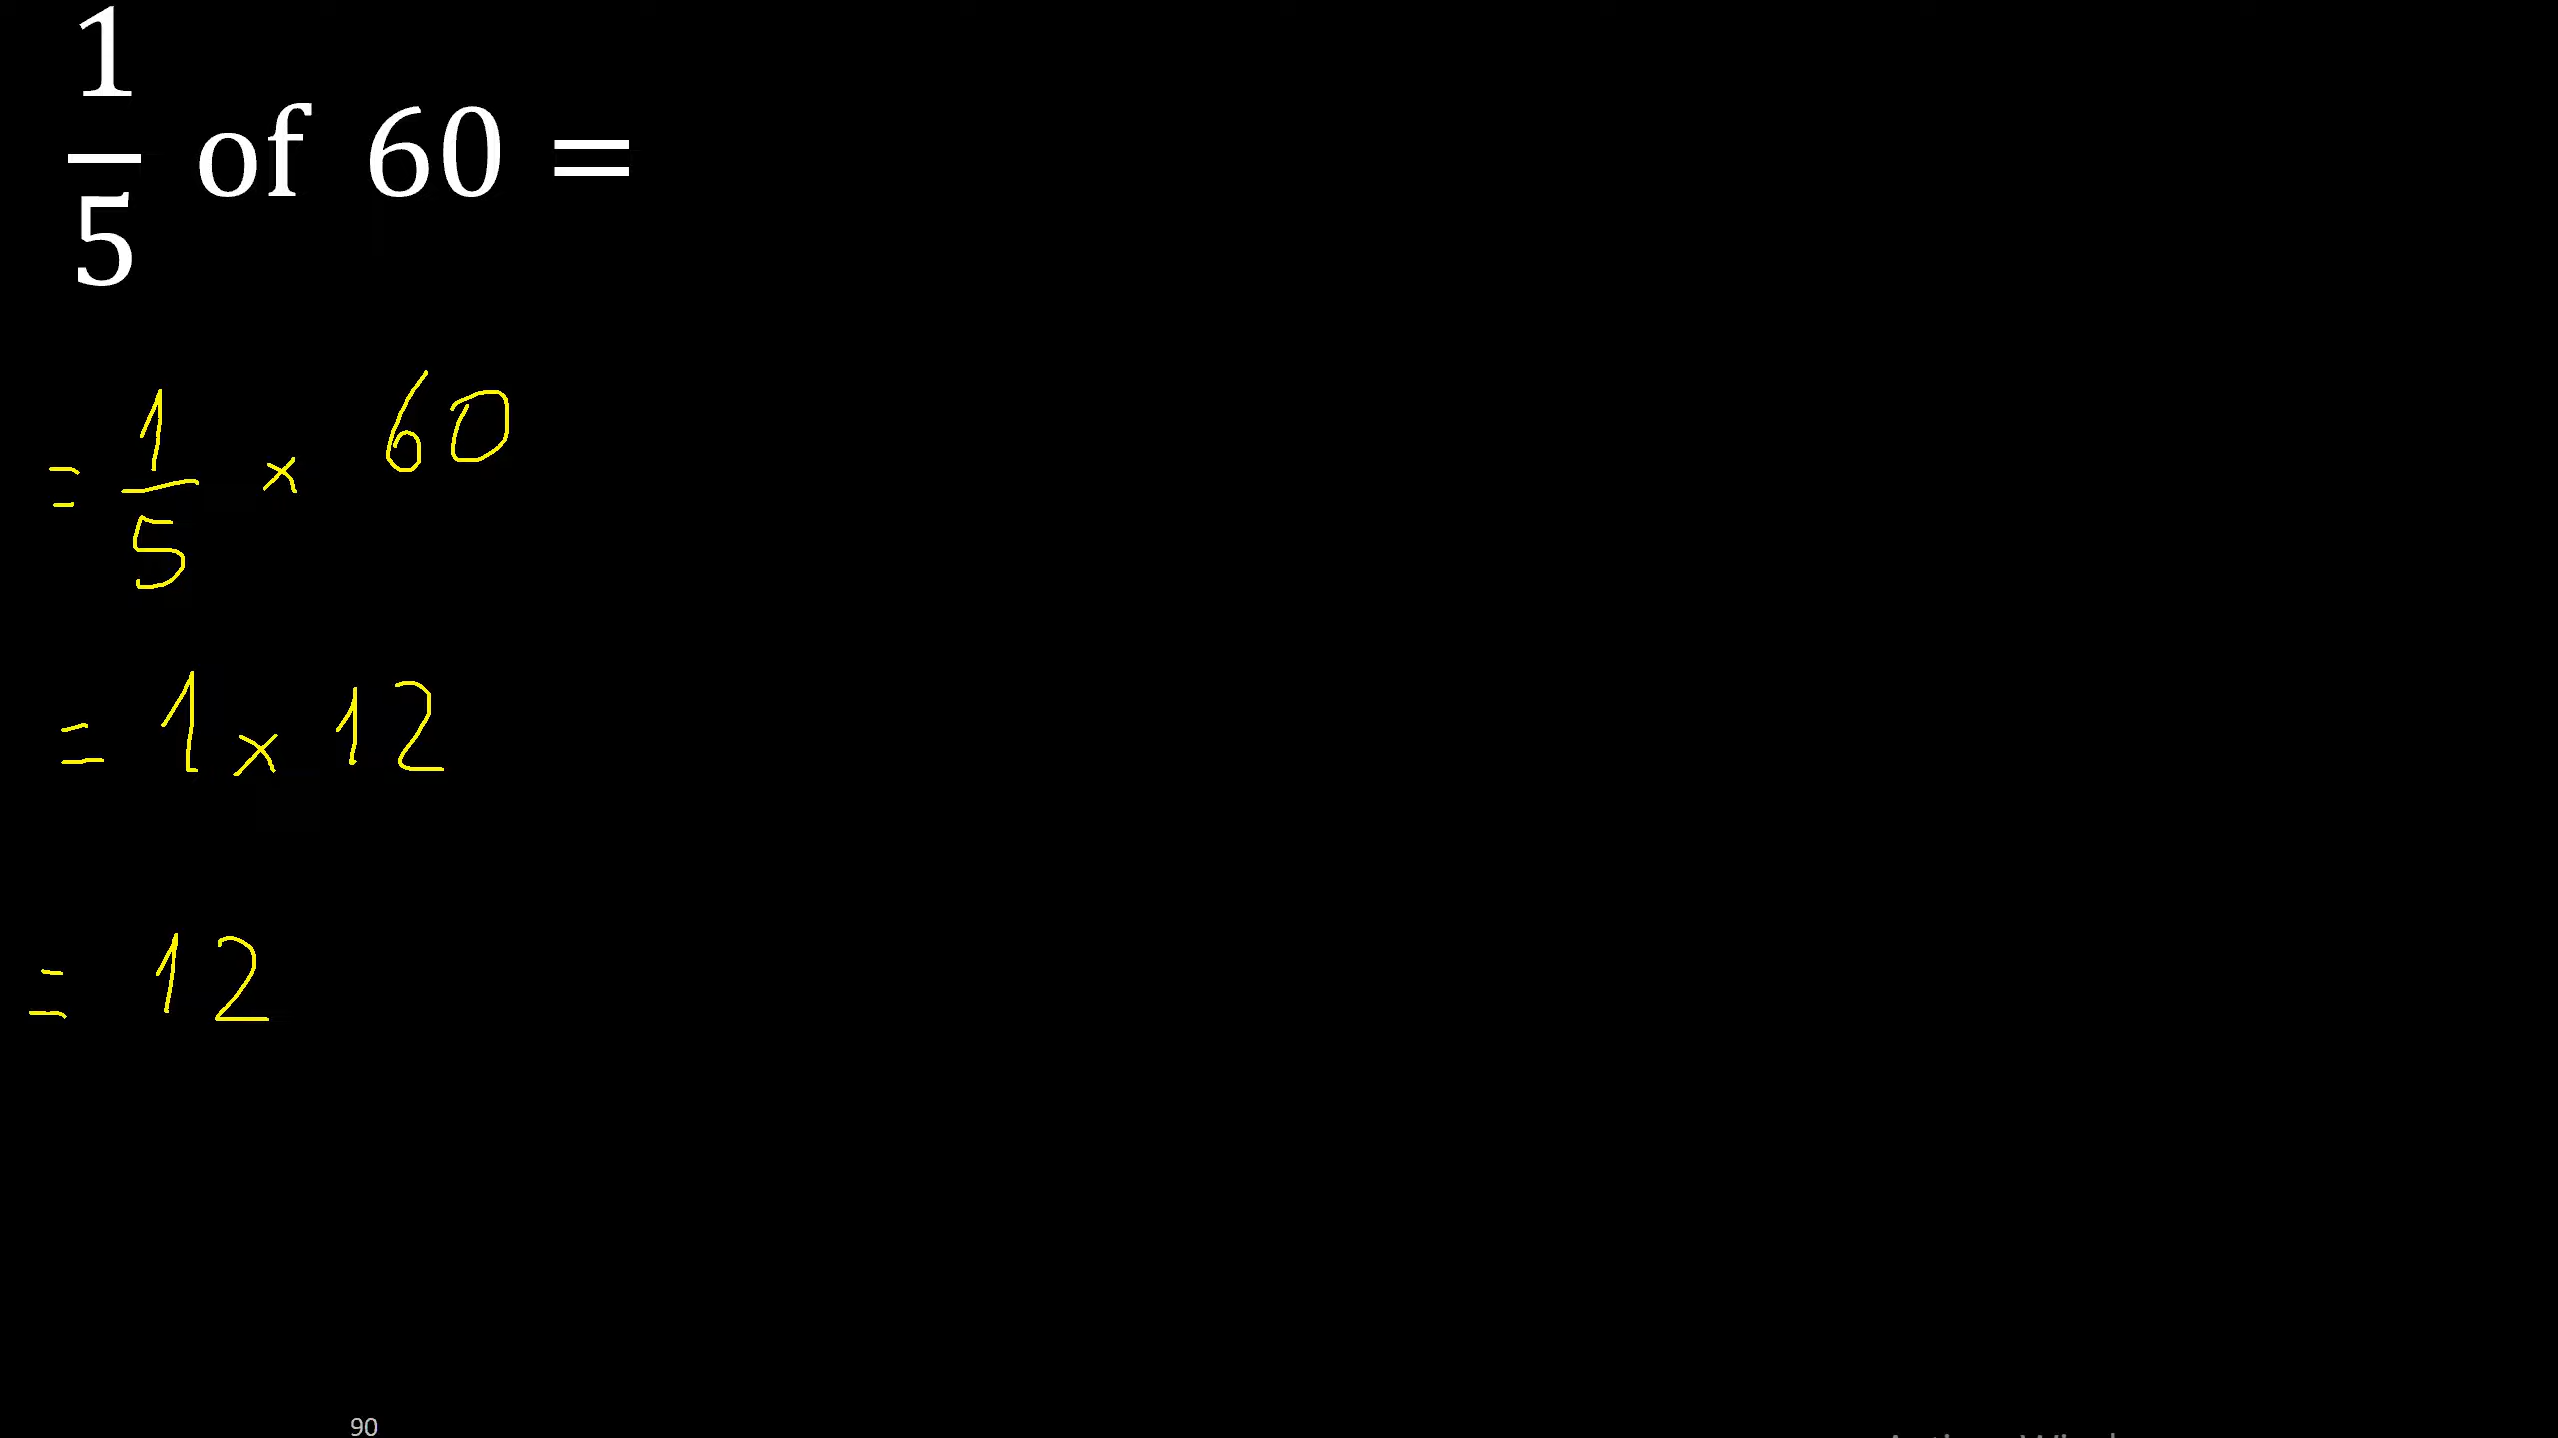 1/5 of 60 =
= 1/5 × 60
= 1 × 12
= 12
90